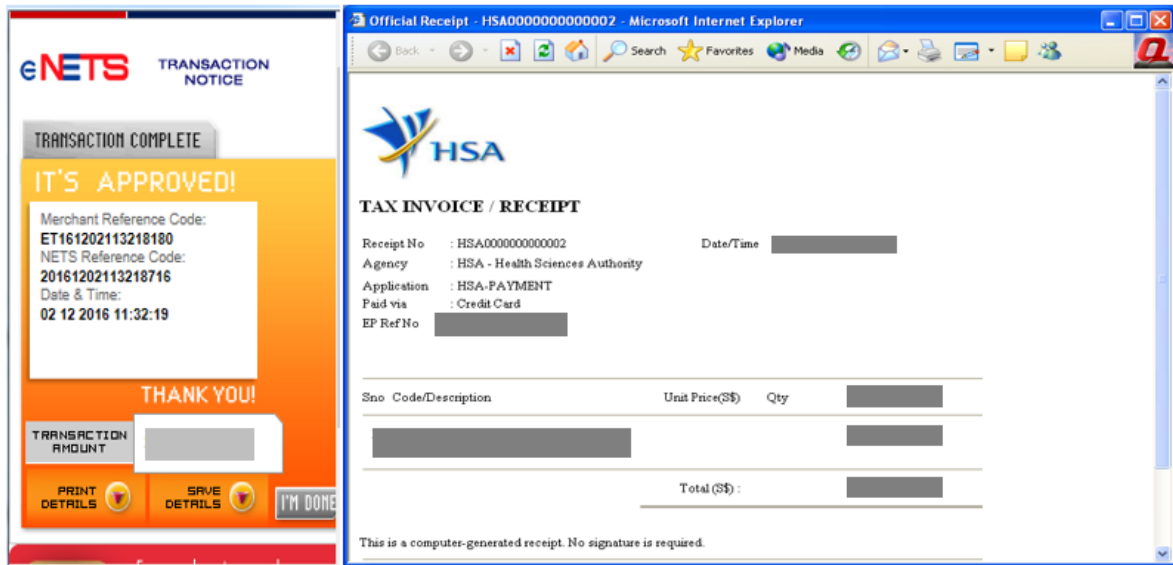 eNETS
TRANSACTION
NOTICE
TRANSACTION COMPLETE
IT'S APPROVED!
Merchant Reference Code:
ET161202113218180
NETS Reference Code:
20161202113218716
Date & Time:
02 12 2016 11:32:19
THANK YOU!
TRANSACTION
AMOUNT
PRINT
DETAILS
SAVE
DETAILS
I'M DONE
Official Receipt - HSA0000000000002 - Microsoft Internet Explorer
Back Search Favorites Media
HSA
TAX INVOICE / RECEIPT
Receipt No : HSA0000000000002 Date/Time
Agency : HSA - Health Sciences Authority
Application : HSA-PAYMENT
Paid via : Credit Card
EP Ref No
Sno Code/Description Unit Price(S$) Qty
Total (S$) :
This is a computer-generated receipt. No signature is required.